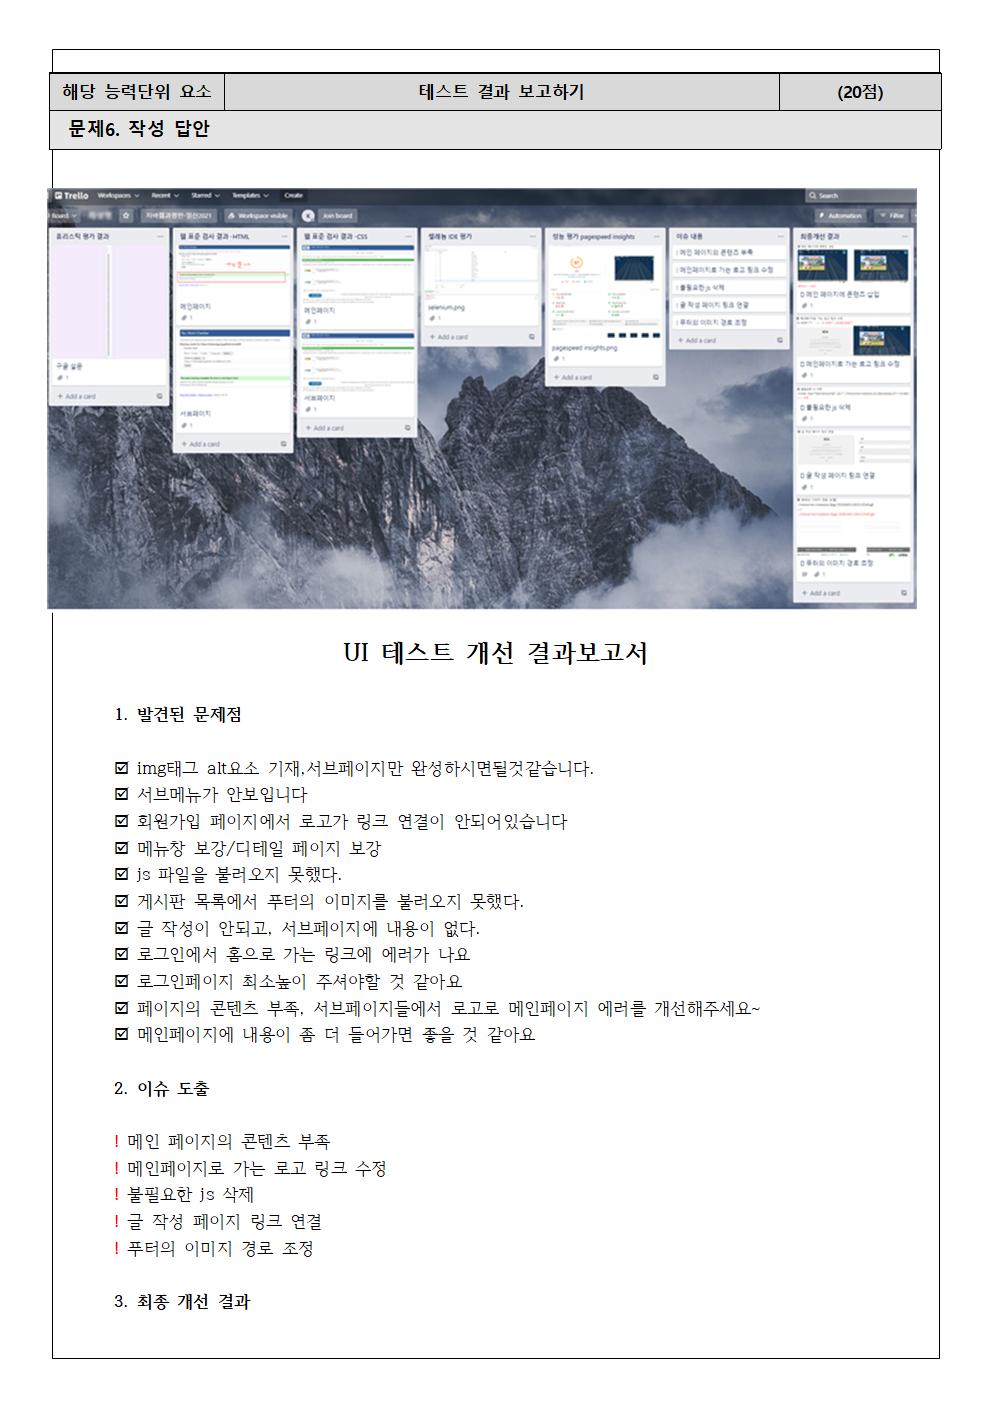 해당 능력단위 요소
테스트 결과 보고하기
(20점)
문제6. 작성 답안
Trello Workspaces Recent Starred Templates Create Search
Board Workspace visible Join board Automation Filter
휴리스틱 평가 결과
구글 설문
1
+ Add a card
웹 표준 검사 결과 -HTML
메인페이지
1
서브페이지
1
+ Add a card
웹 표준 검사 결과 -CSS
메인페이지
1
서브페이지
1
+ Add a card
셀레늄 IDE 평가
selenium.png
1
+ Add a card
성능 평가 pagespeed insights
pagespeed insights.png
1
+ Add a card
이슈 내용
! 메인 페이지의 콘텐츠 부족
! 메인페이지로 가는 로고 링크 수정
! 불필요한 js 삭제
! 글 작성 페이지 링크 연결
! 푸터의 이미지 경로 조정
+ Add a card
최종개선 결과
메인 페이지에 콘텐츠 삽입
1
메인페이지로 가는 로고 링크 수정
1
불필요한 js 삭제
1
글 작성 페이지 링크 연결
1
푸터의 이미지 경로 조정
1
+ Add a card
UI 테스트 개선 결과보고서
1. 발견된 문제점
☑ img태그 alt요소 기재,서브페이지만 완성하시면될것같습니다.
☑ 서브메뉴가 안보입니다
☑ 회원가입 페이지에서 로고가 링크 연결이 안되어있습니다
☑ 메뉴창 보강/디테일 페이지 보강
☑ js 파일을 불러오지 못했다.
☑ 게시판 목록에서 푸터의 이미지를 불러오지 못했다.
☑ 글 작성이 안되고, 서브페이지에 내용이 없다.
☑ 로그인에서 홈으로 가는 링크에 에러가 나요
☑ 로그인페이지 최소높이 주셔야할 것 같아요
☑ 페이지의 콘텐츠 부족, 서브페이지들에서 로고로 메인페이지 에러를 개선해주세요~
☑ 메인페이지에 내용이 좀 더 들어가면 좋을 것 같아요
2. 이슈 도출
! 메인 페이지의 콘텐츠 부족
! 메인페이지로 가는 로고 링크 수정
! 불필요한 js 삭제
! 글 작성 페이지 링크 연결
! 푸터의 이미지 경로 조정
3. 최종 개선 결과